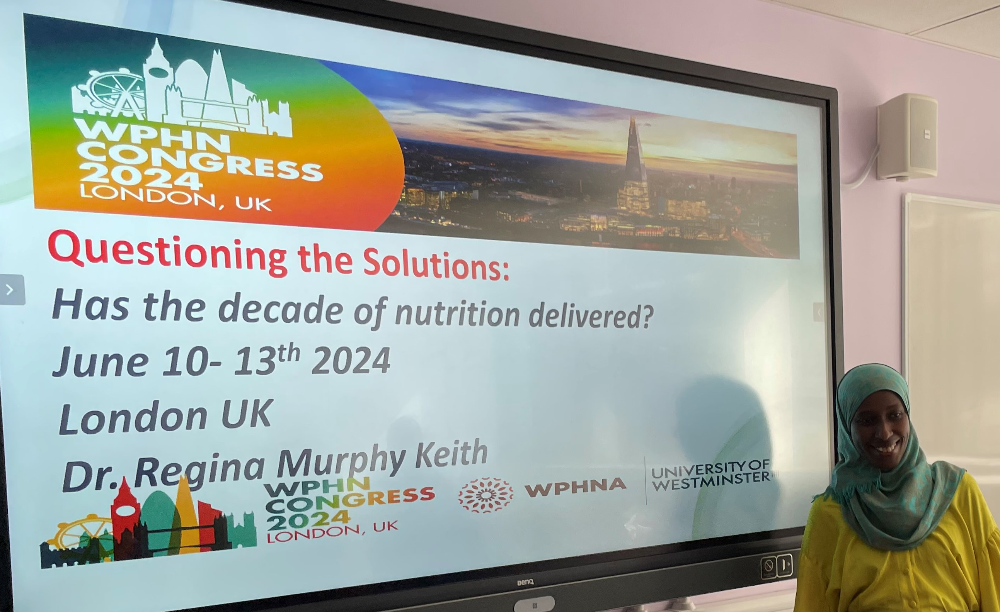 WPHN
CONGRESS
2024
LONDON, UK
Questioning the Solutions:
Has the decade of nutrition delivered?
June 10- 13th 2024
London UK
Dr. Regina Murphy Keith
WPHN
CONGRESS
2024
LONDON, UK
WPHNA
UNIVERSITY OF
WESTMINSTER
BenQ